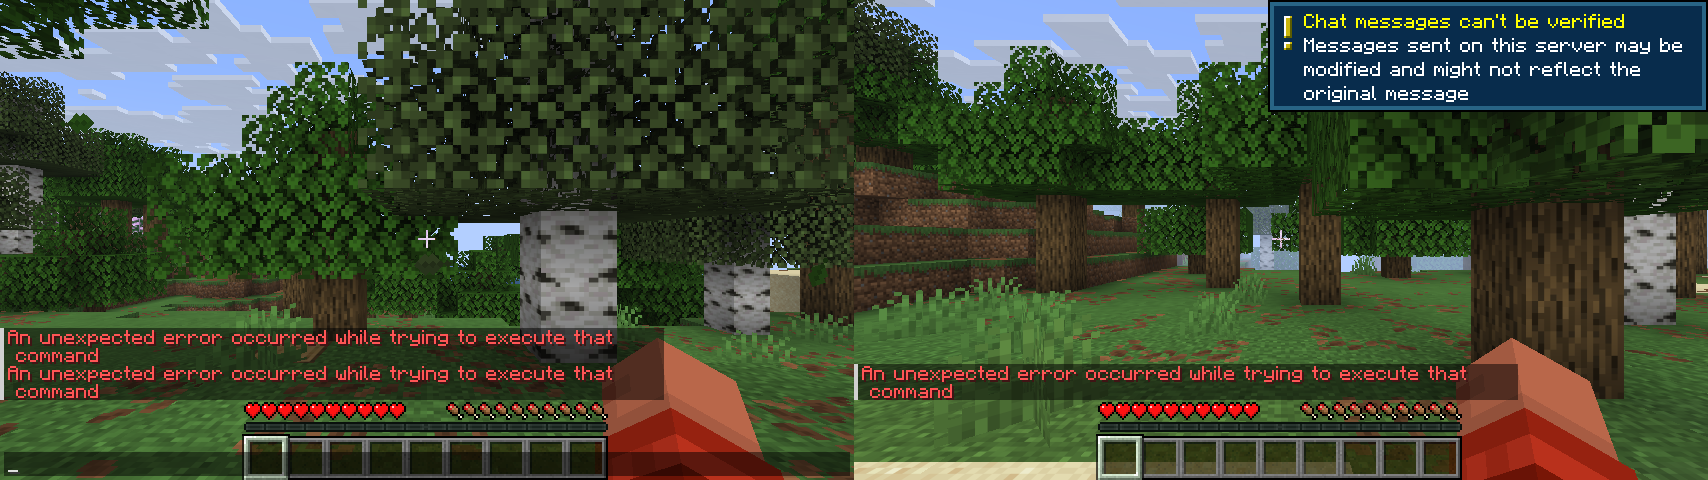 An unexpected error occurred while trying to execute that
command
An unexpected error occurred while trying to execute that
command
_
Chat messages can't be verified
Messages sent on this server may be
modified and might not reflect the
original message
An unexpected error occurred while trying to execute that
command